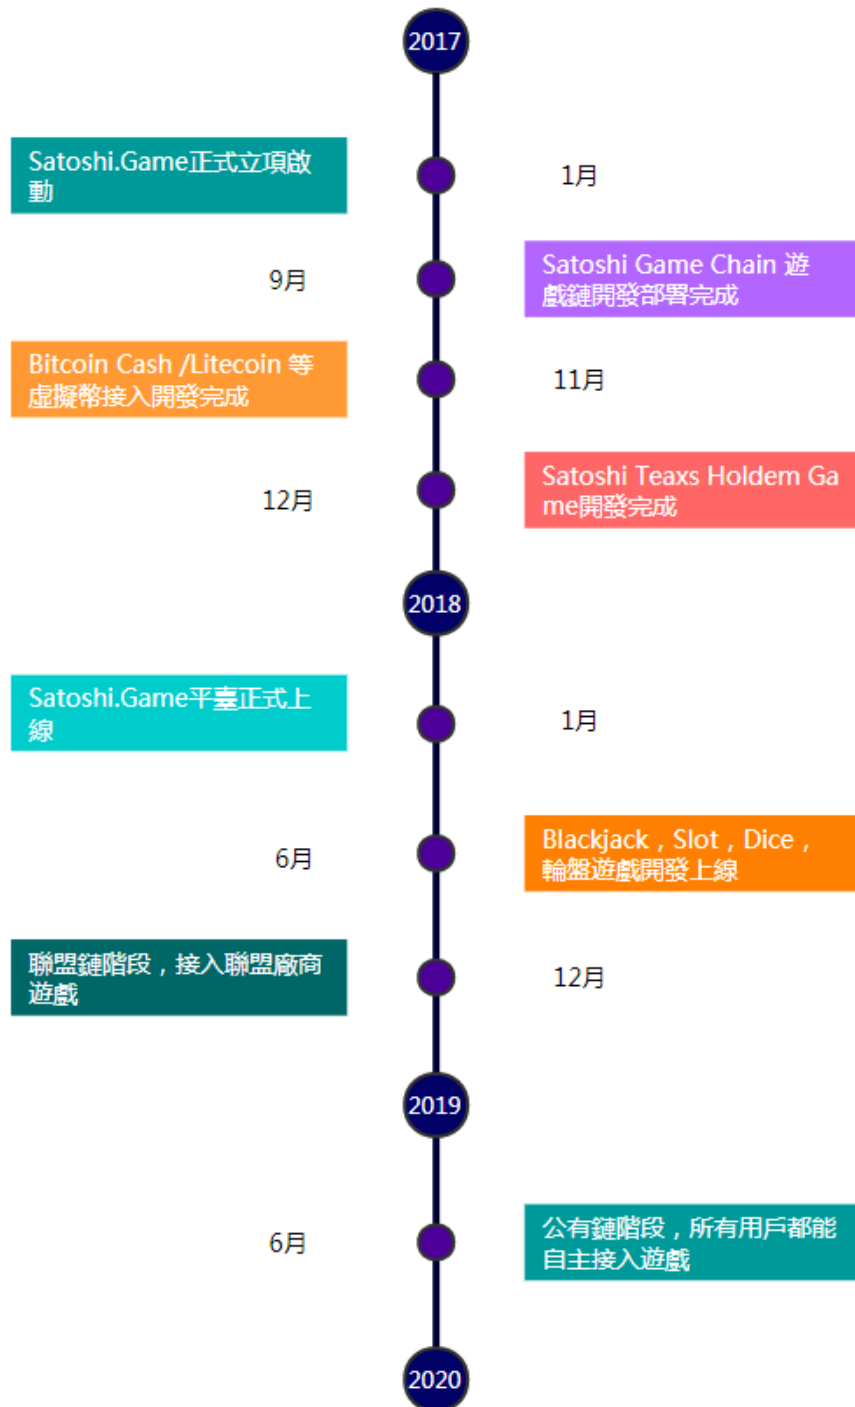 2017
Satoshi.Game正式立項啟
動
1月
9月
Satoshi Game Chain 遊
戲鏈開發部署完成
Bitcoin Cash /Litecoin 等
虛擬幣接入開發完成
11月
12月
Satoshi Teaxs Holdem Ga
me開發完成
2018
Satoshi.Game平臺正式上
線
1月
6月
Blackjack，Slot，Dice，
輪盤遊戲開發上線
聯盟鏈階段，接入聯盟廠商
遊戲
12月
2019
6月
公有鏈階段，所有用戶都能
自主接入遊戲
2020